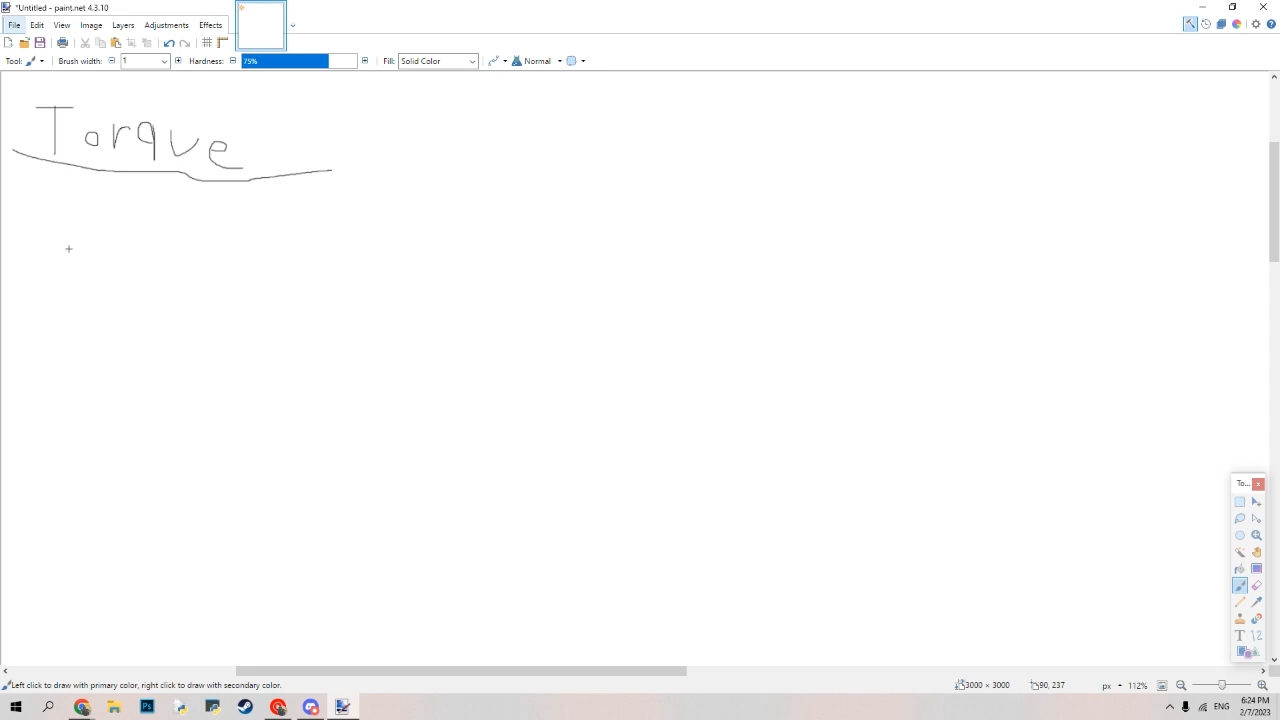 *Untitled - paint.net 4.3.10
File Edit View Image Layers Adjustments Effects
Tool: Brush width: 1 Hardness: 75% Fill: Solid Color Normal
Torque
To...
Left click to draw with primary color, right click to draw with secondary color. 3000 × 3000 90, 237 px 112%
ENG 6:24 PM
2/7/2023